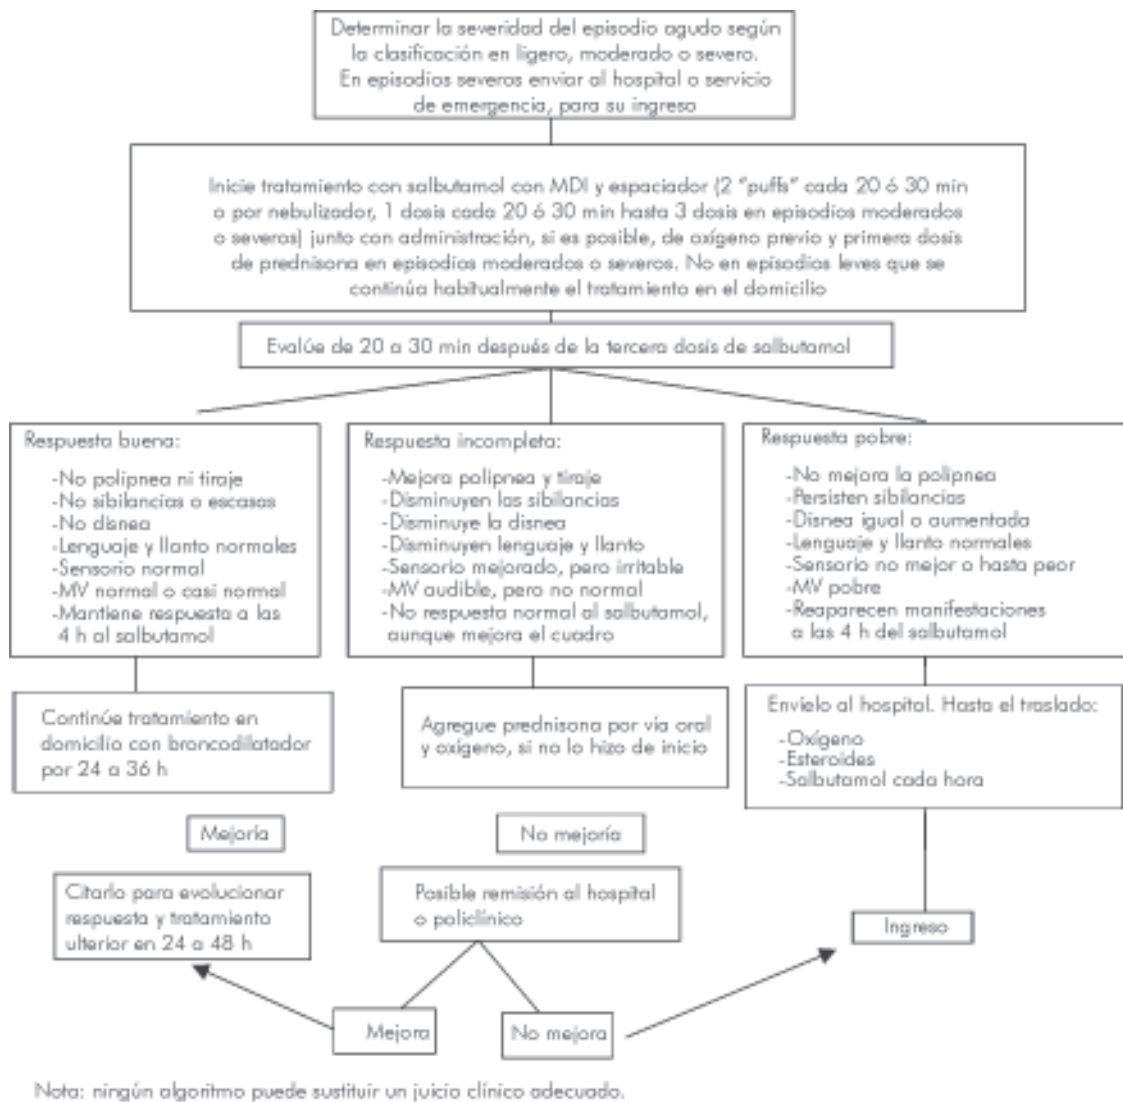 Determinar la severidad del episodio agudo según
la clasificación en ligero, moderado o severo.
En episodios severos enviar al hospital o servicio
de emergencia, para su ingreso
Inicie tratamiento con salbutamol con MDI y espaciador (2 "puffs" cada 20 ó 30 min
o por nebulizador, 1 dosis cada 20 ó 30 min hasta 3 dosis en episodios moderados
o severos) junto con administración, si es posible, de oxígeno previo y primera dosis
de prednisona en episodios moderados o severos. No en episodios leves que se
continúa habitualmente el tratamiento en el domicilio
Evalúe de 20 a 30 min después de la tercera dosis de salbutamol
Respuesta buena:
-No polipnea ni tiraje
-No sibilancias o escasas
-No disnea
-Lenguaje y llanto normales
-Sensorio normal
-MV normal o casi normal
-Mantiene respuesta a las
4 h al salbutamol
Respuesta incompleta:
-Mejora polipnea y tiraje
-Disminuyen las sibilancias
-Disminuye la disnea
-Disminuyen lenguaje y llanto
-Sensorio mejorado, pero irritable
-MV audible, pero no normal
-No respuesta normal al salbutamol,
aunque mejora el cuadro
Respuesta pobre:
-No mejora la polipnea
-Persisten sibilancias
-Disnea igual o aumentada
-Lenguaje y llanto normales
-Sensorio no mejor o hasta peor
-MV pobre
-Reaparecen manifestaciones
a las 4 h del salbutamol
Continúe tratamiento en
domicilio con broncodilatador
por 24 a 36 h
Agregue prednisona por vía oral
y oxígeno, si no lo hizo de inicio
Envíelo al hospital. Hasta el traslado:
-Oxígeno
-Esteroides
-Salbutamol cada hora
Mejoría
No mejoría
Citarlo para evolucionar
respuesta y tratamiento
ulterior en 24 a 48 h
Posible remisión al hospital
o policlínico
Ingreso
Mejora
No mejora
Nota: ningún algoritmo puede sustituir un juicio clínico adecuado.